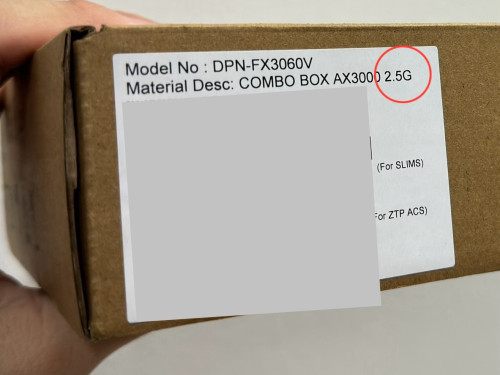 Model No : DPN-FX3060V
Material Desc: COMBO BOX AX3000 2.5G
(For SLIMS)
For ZTP ACS)